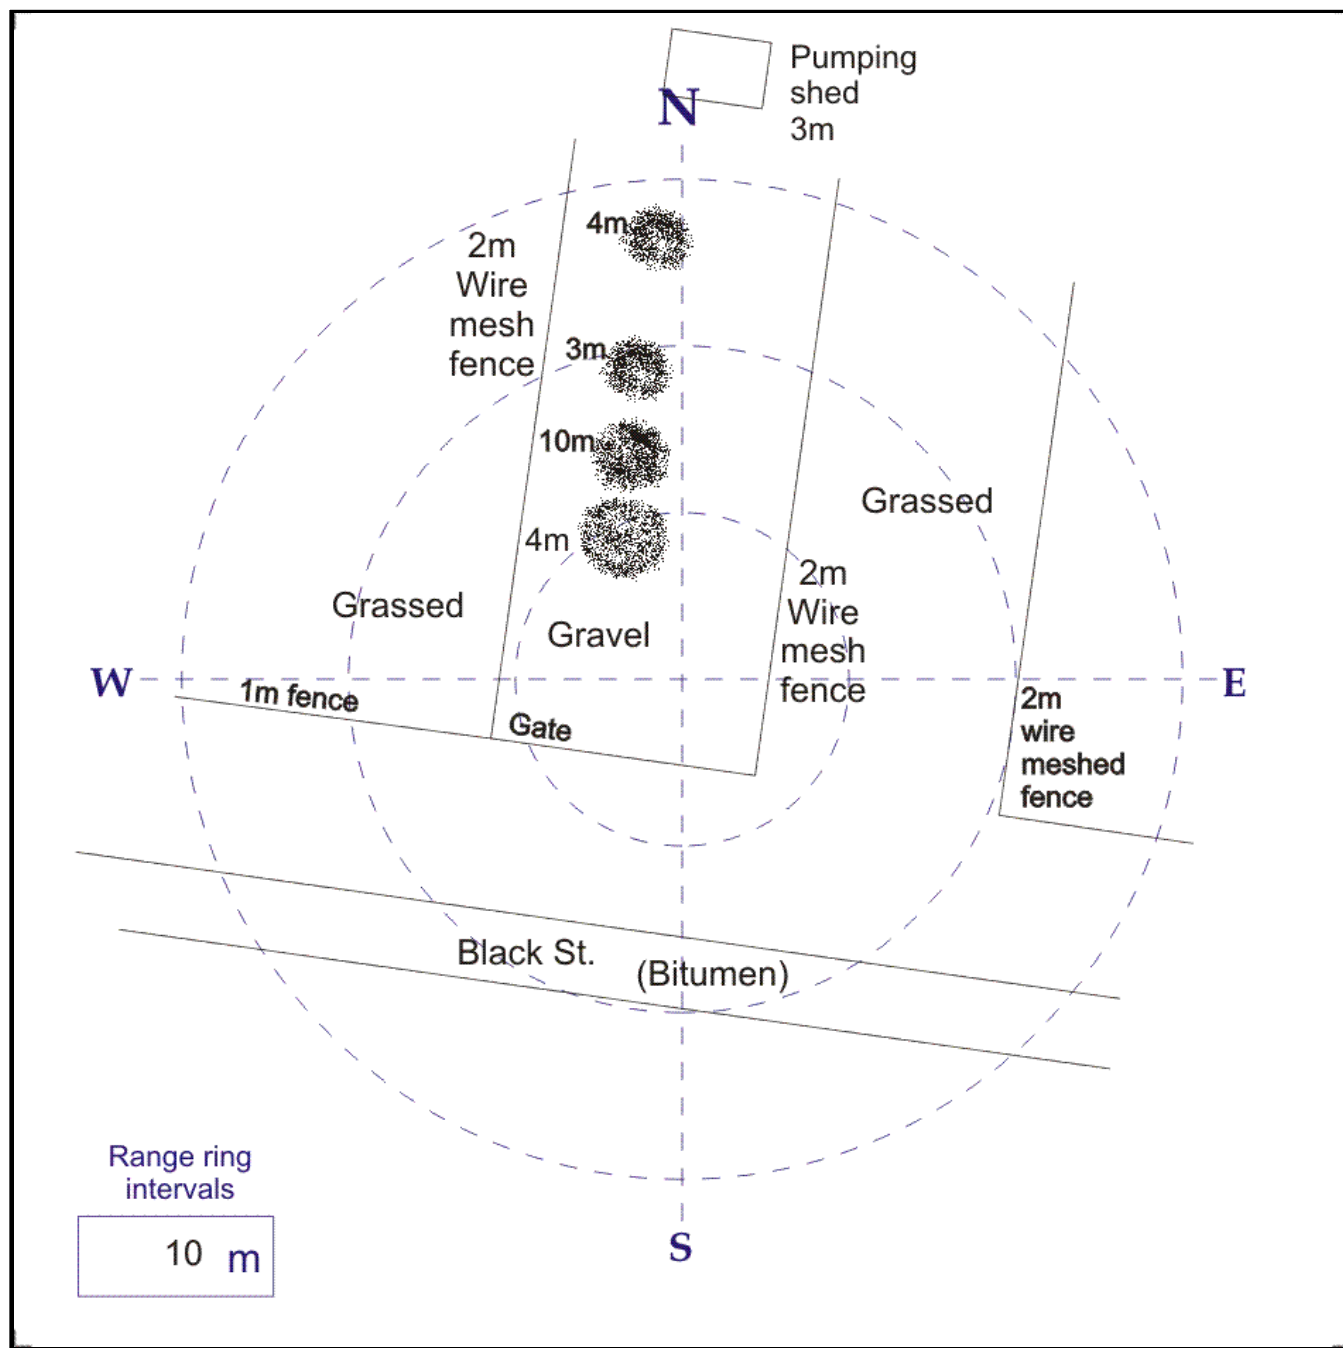 Pumping
shed
3m
N
4m
2m
Wire
mesh
fence
3m
10m
4m
Grassed
2m
Wire
mesh
fence
Grassed
Gravel
W
E
1m fence
Gate
2m
wire
meshed
fence
Black St.
(Bitumen)
Range ring
intervals
10 m
S